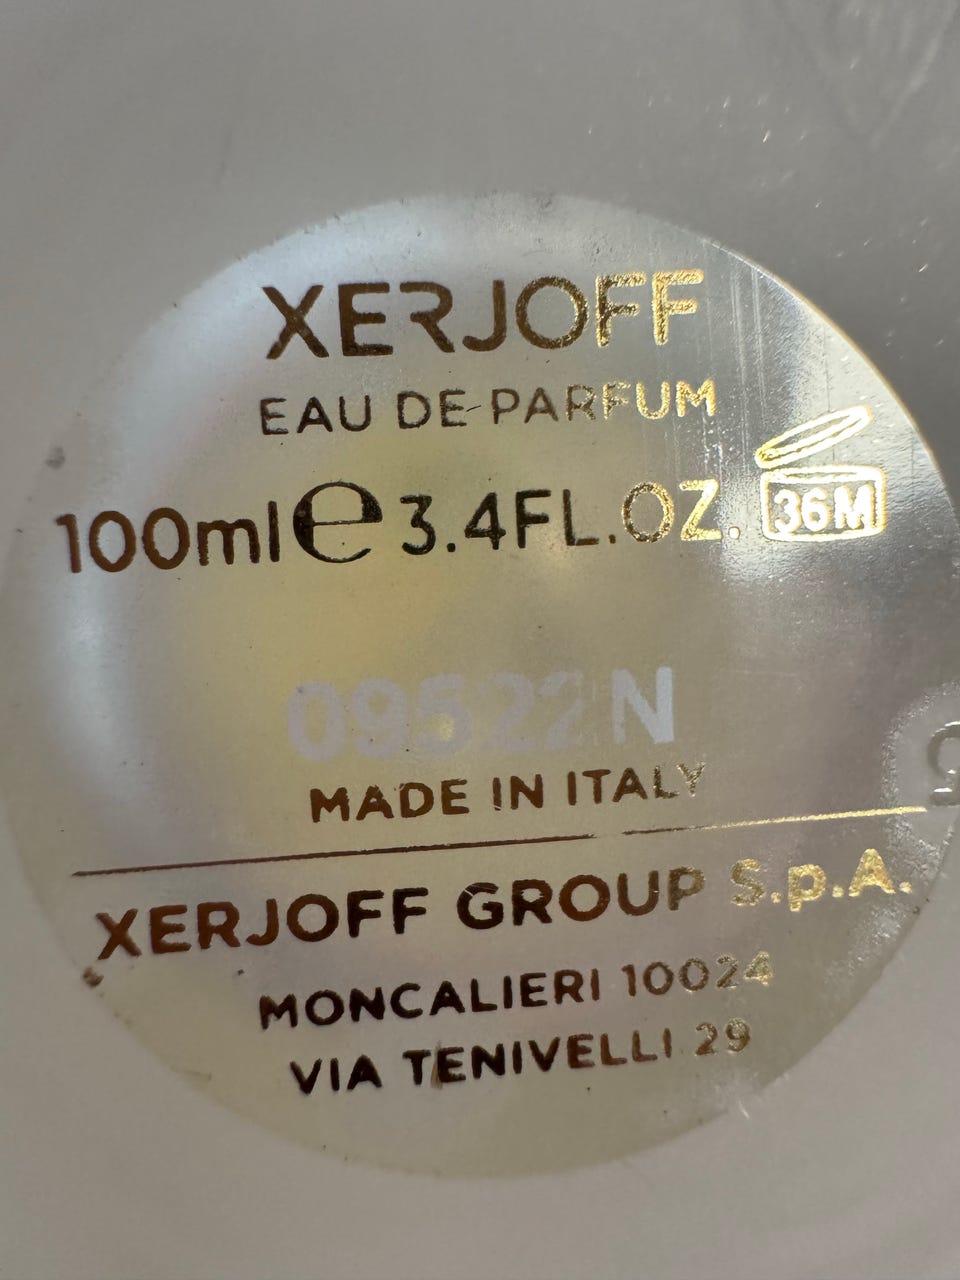 XERJOFF
EAU DE PARFUM
100ml e 3.4FL.OZ. 36M
09522N
MADE IN ITALY
XERJOFF GROUP S.p.A.
MONCALIERI 10024
VIA TENIVELLI 29